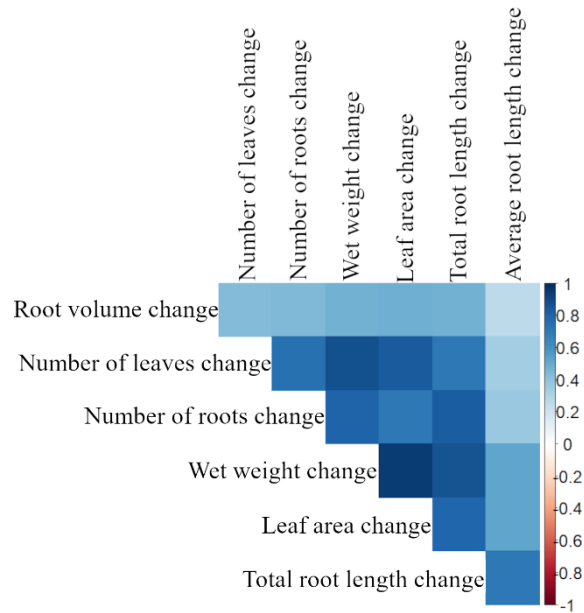 Number of leaves change
Number of roots change
Wet weight change
Leaf area change
Total root length change
Average root length change
Root volume change
Number of leaves change
Number of roots change
Wet weight change
Leaf area change
Total root length change
1
0.8
0.6
0.4
0.2
0
-0.2
-0.4
-0.6
-0.8
-1